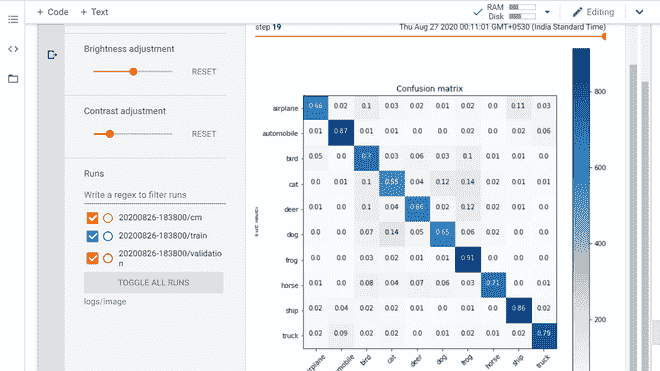 + Code + Text
RAM
Disk
Editing
step 19
Thu Aug 27 2020 00:11:01 GMT+0530 (India Standard Time)
Brightness adjustment
RESET
Contrast adjustment
RESET
Runs
Write a regex to filter runs
20200826-183800/cm
20200826-183800/train
20200826-183800/validatio
n
TOGGLE ALL RUNS
logs/image
Confusion matrix
airplane 0.66 0.02 0.1 0.03 0.02 0.01 0.02 0.0 0.11 0.03
automobile 0.01 0.87 0.01 0.01 0.0 0.0 0.02 0.0 0.02 0.06
bird 0.05 0.0 0.7 0.03 0.06 0.03 0.1 0.01 0.01 0.0
cat 0.0 0.01 0.1 0.55 0.04 0.12 0.14 0.02 0.01 0.01
deer 0.01 0.0 0.1 0.04 0.66 0.02 0.12 0.02 0.01 0.0
dog 0.0 0.0 0.07 0.14 0.05 0.65 0.06 0.02 0.0 0.0
frog 0.0 0.0 0.03 0.02 0.01 0.01 0.91 0.0 0.0 0.0
horse 0.01 0.0 0.08 0.04 0.07 0.06 0.03 0.71 0.0 0.01
ship 0.02 0.04 0.02 0.02 0.01 0.0 0.02 0.0 0.86 0.02
truck 0.02 0.09 0.01 0.02 0.0 0.01 0.02 0.01 0.02 0.79
irplane mobile bird cat deer dog frog horse ship truck
800
600
400
200